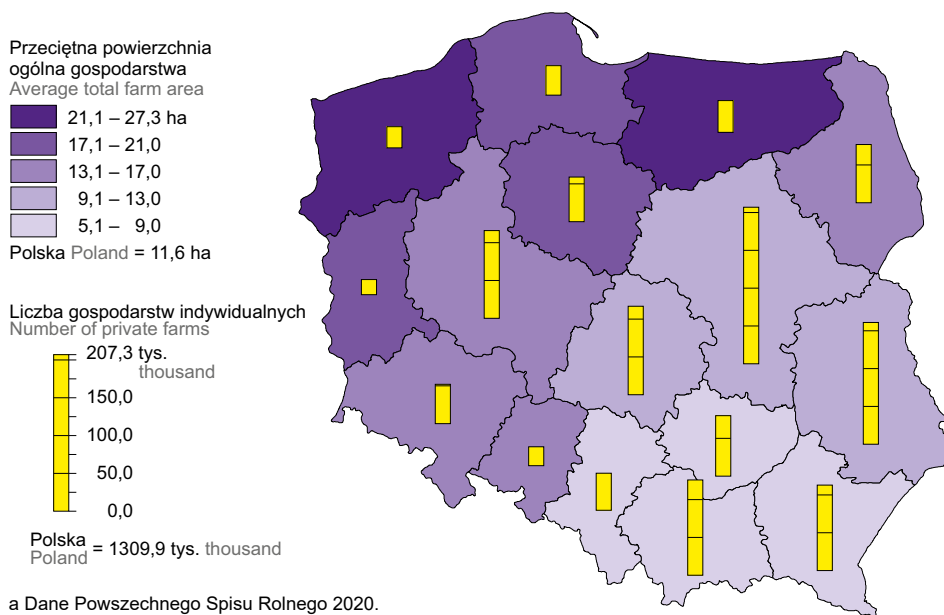 Przeciętna powierzchnia
ogólna gospodarstwa
Average total farm area
21,1 – 27,3 ha
17,1 – 21,0
13,1 – 17,0
9,1 – 13,0
5,1 – 9,0
Polska Poland = 11,6 ha
Liczba gospodarstw indywidualnych
Number of private farms
207,3 tys.
thousand
150,0
100,0
50,0
0,0
Polska
Poland = 1309,9 tys. thousand
a Dane Powszechnego Spisu Rolnego 2020.